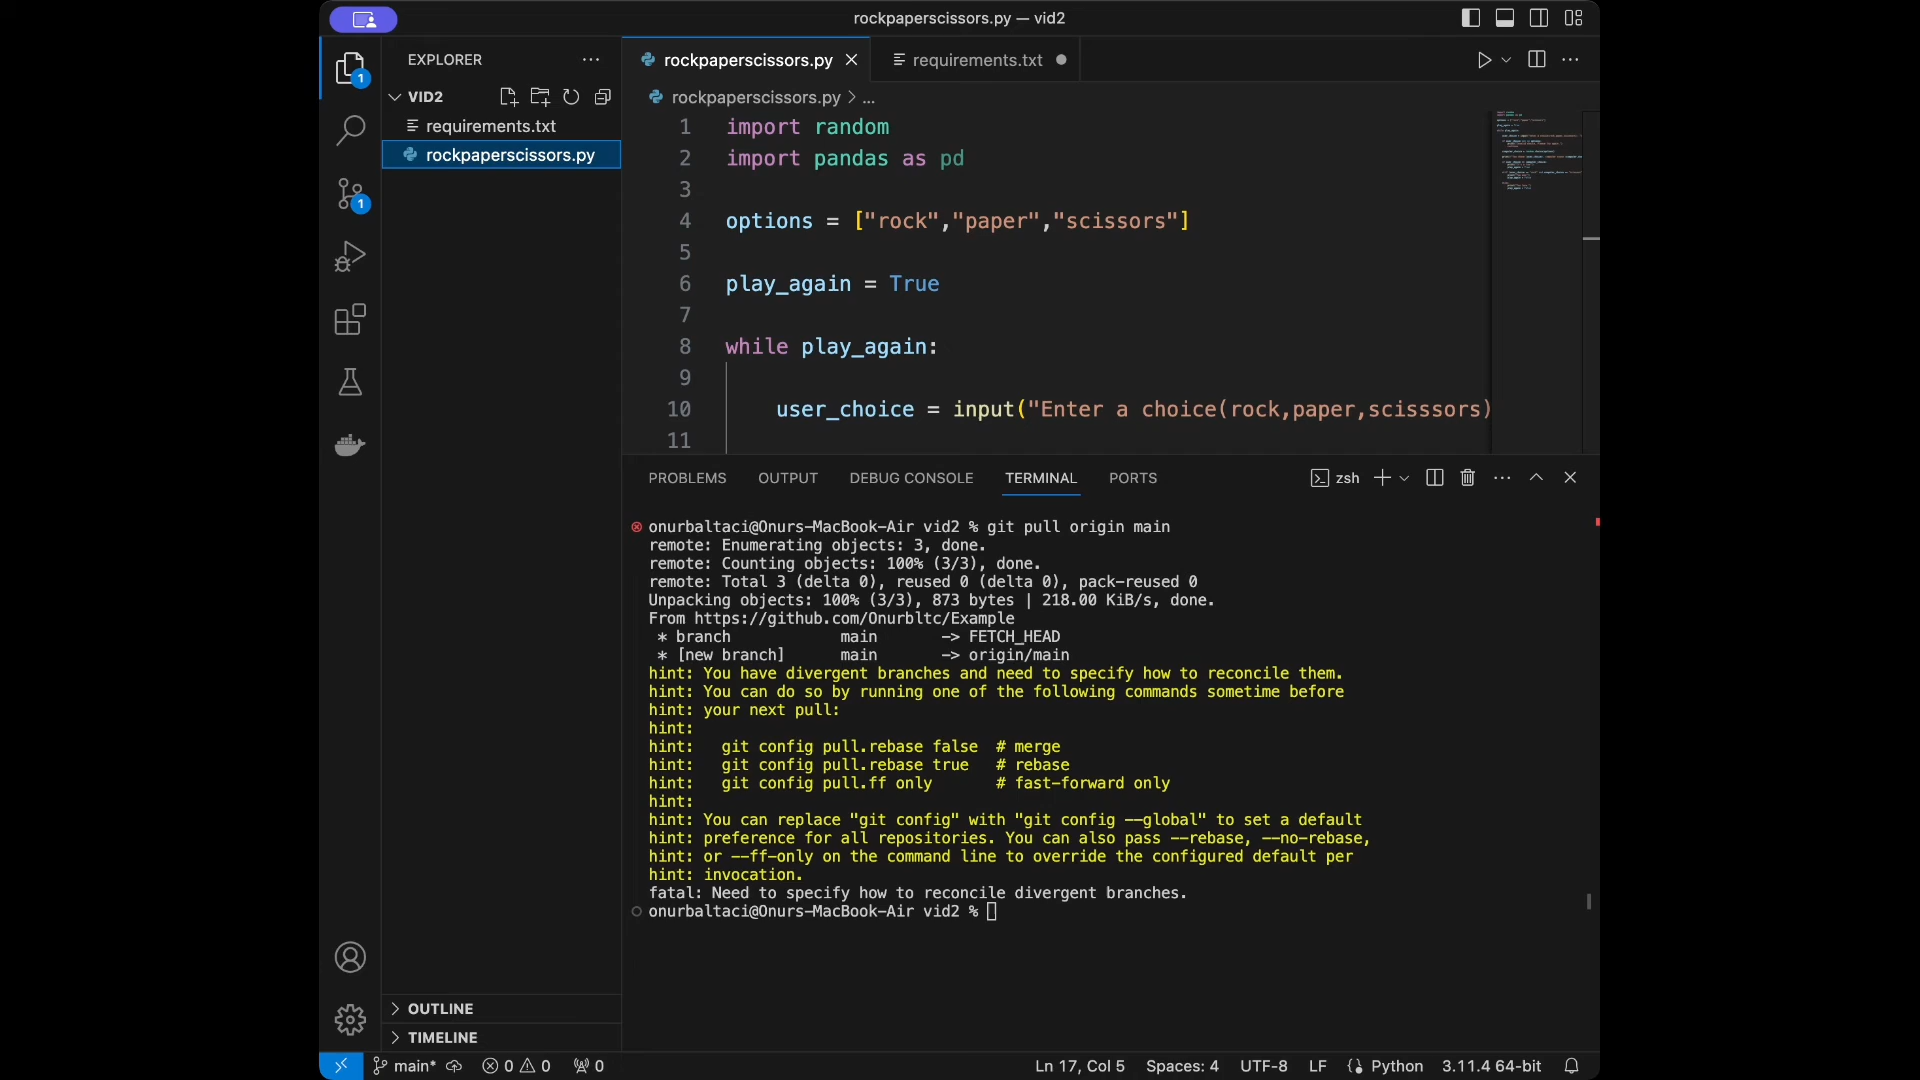 rockpaperscissors.py — vid2
EXPLORER
VID2
requirements.txt
rockpaperscissors.py
OUTLINE
TIMELINE
1
1
rockpaperscissors.py
requirements.txt
rockpaperscissors.py > ...
1 import random
2 import pandas as pd
3
4 options = ["rock","paper","scissors"]
5
6 play_again = True
7
8 while play_again:
9
10 user_choice = input("Enter a choice(rock,paper,scisssors)
11
PROBLEMS OUTPUT DEBUG CONSOLE TERMINAL PORTS zsh
onurbaltaci@Onurs-MacBook-Air vid2 % git pull origin main
remote: Enumerating objects: 3, done.
remote: Counting objects: 100% (3/3), done.
remote: Total 3 (delta 0), reused 0 (delta 0), pack-reused 0
Unpacking objects: 100% (3/3), 873 bytes | 218.00 KiB/s, done.
From https://github.com/Onurbltc/Example
* branch main -> FETCH_HEAD
* [new branch] main -> origin/main
hint: You have divergent branches and need to specify how to reconcile them.
hint: You can do so by running one of the following commands sometime before
hint: your next pull:
hint:
hint: git config pull.rebase false # merge
hint: git config pull.rebase true # rebase
hint: git config pull.ff only # fast-forward only
hint:
hint: You can replace "git config" with "git config --global" to set a default
hint: preference for all repositories. You can also pass --rebase, --no-rebase,
hint: or --ff-only on the command line to override the configured default per
hint: invocation.
fatal: Need to specify how to reconcile divergent branches.
onurbaltaci@Onurs-MacBook-Air vid2 %
main* 0 0 0 Ln 17, Col 5 Spaces: 4 UTF-8 LF Python 3.11.4 64-bit